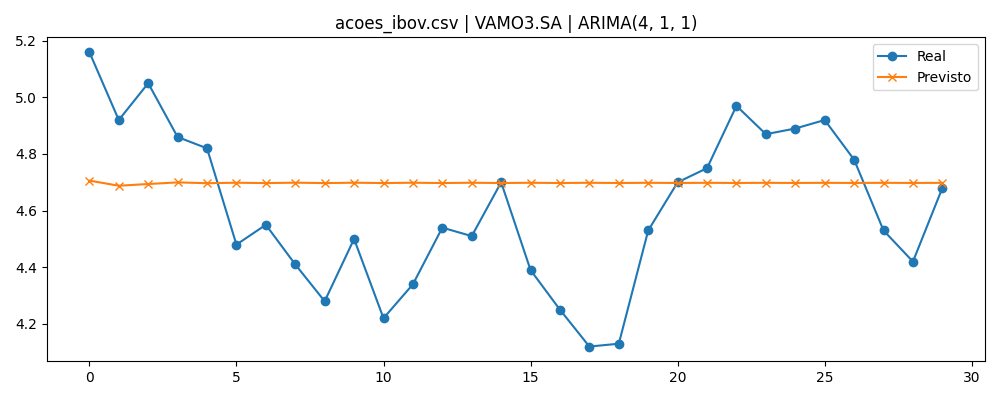 acoes_ibov.csv | VAMO3.SA | ARIMA(4, 1, 1)
Real
Previsto
5.2
5.0
4.8
4.6
4.4
4.2
0 5 10 15 20 25 30